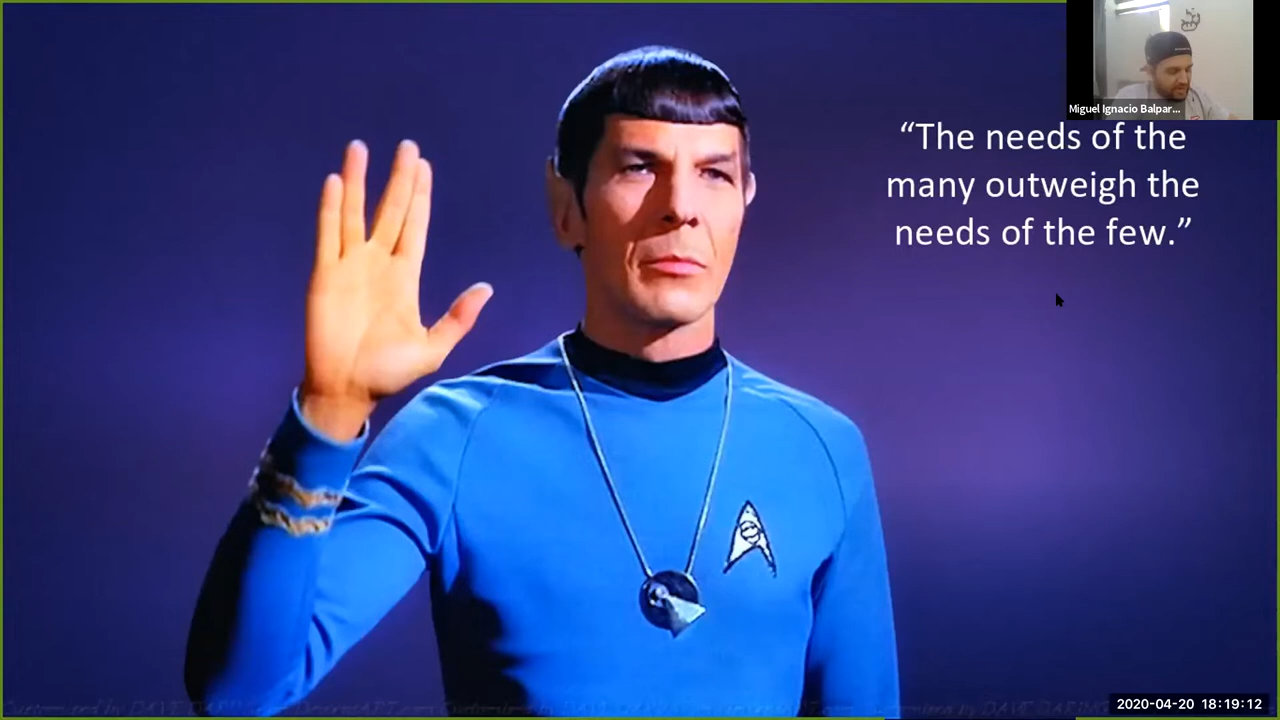 Miguel Ignacio Balpar...
“The needs of the
many outweigh the
needs of the few.”
2020-04-20 18:19:12